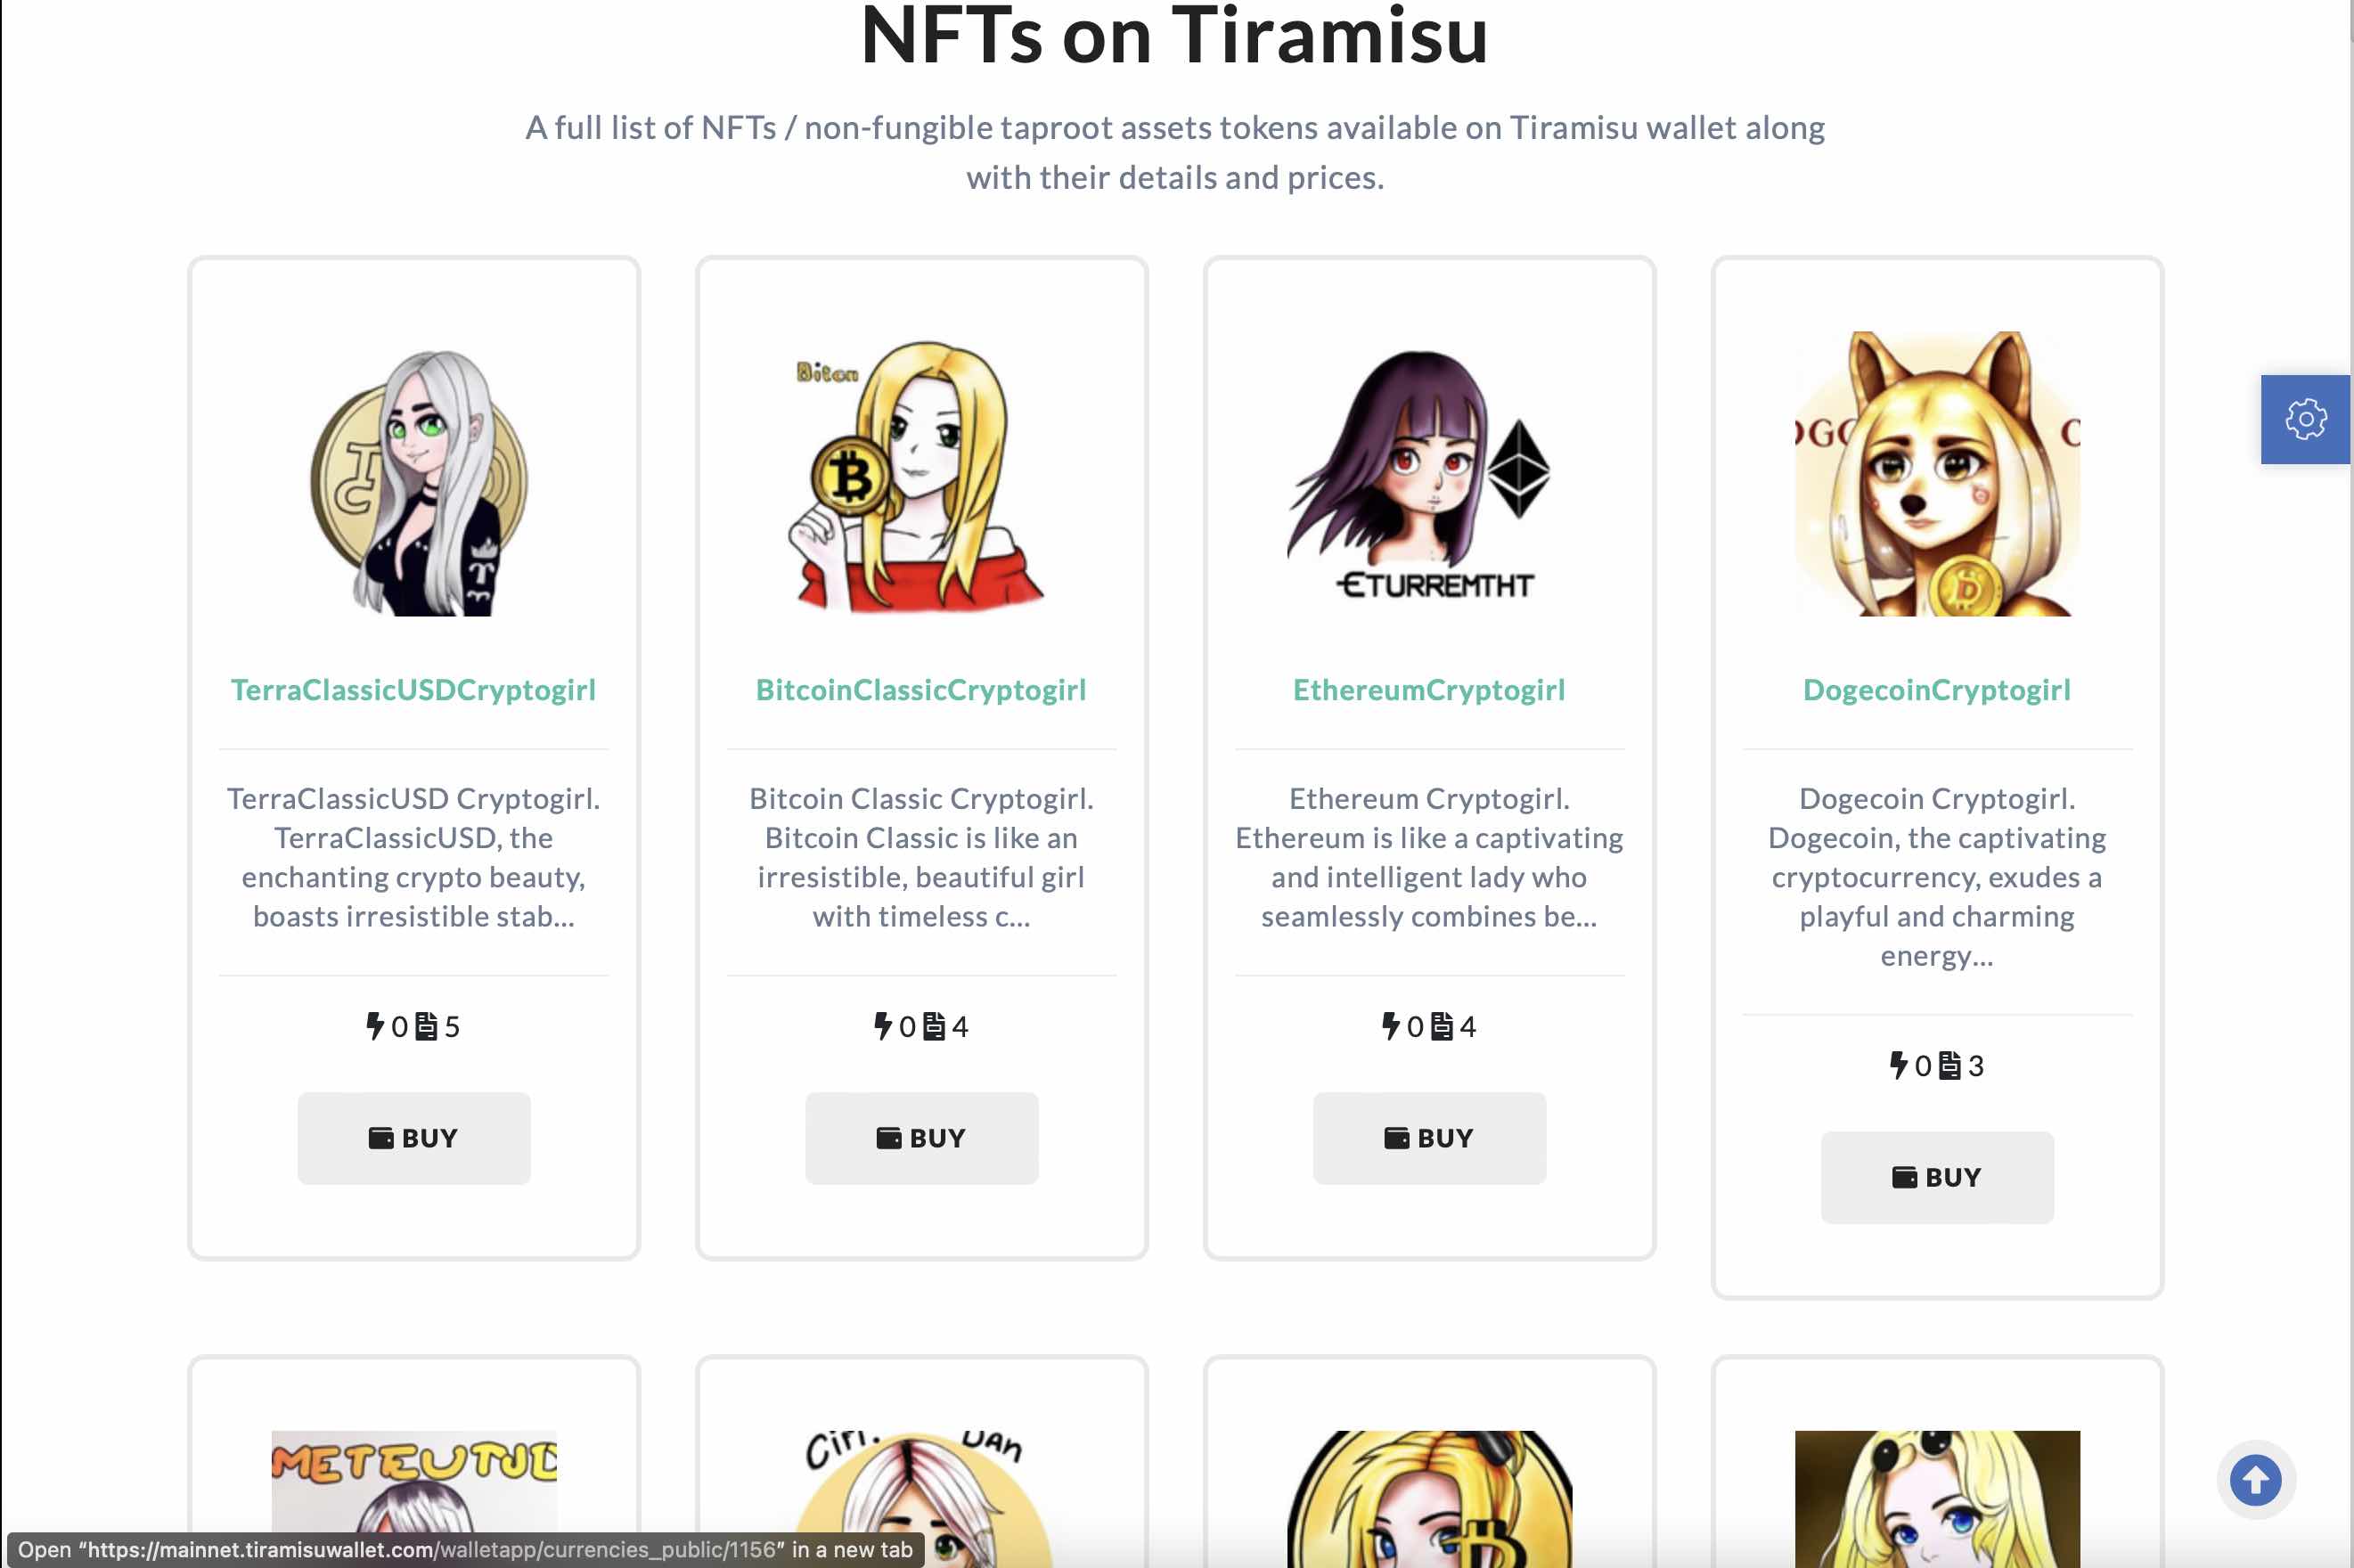 NFTs on Tiramisu
A full list of NFTs / non-fungible taproot assets tokens available on Tiramisu wallet along
with their details and prices.
Bitcn
ETURREMTHT
TerraClassicUSDCryptogirl
TerraClassicUSD Cryptogirl.
TerraClassicUSD, the
enchanting crypto beauty,
boasts irresistible stab...
0 5
BUY
BitcoinClassicCryptogirl
Bitcoin Classic Cryptogirl.
Bitcoin Classic is like an
irresistible, beautiful girl
with timeless c...
0 4
BUY
EthereumCryptogirl
Ethereum Cryptogirl.
Ethereum is like a captivating
and intelligent lady who
seamlessly combines be...
0 4
BUY
DogecoinCryptogirl
Dogecoin Cryptogirl.
Dogecoin, the captivating
cryptocurrency, exudes a
playful and charming
energy...
0 3
BUY
Open “https://mainnet.tiramisuwallet.com/walletapp/currencies_public/1156” in a new tab